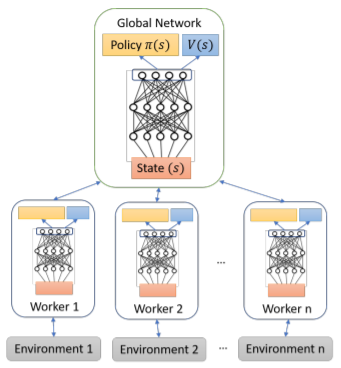 Global Network
Policy π(s) V(s)
State (s)
...
Worker 1 Worker 2 Worker n
Environment 1 Environment 2 ... Environment n